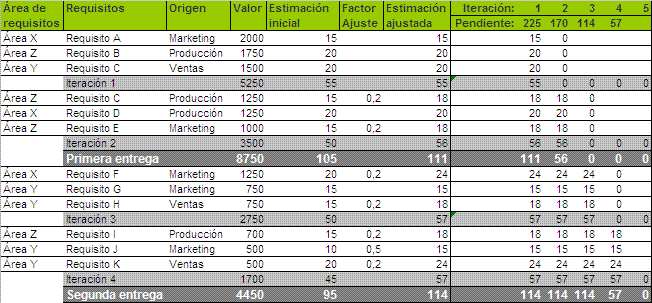 Área de requisitos Requisitos Origen Valor Estimación inicial Factor Ajuste Estimación ajustada Iteración: 1 2 3 4 5
Pendiente: 225 170 114 57
Área X Requisito A Marketing 2000 15 15 15 0
Área Z Requisito B Producción 1750 20 20 20 0
Área Y Requisito C Ventas 1500 20 20 20 0
Iteración 1 5250 55 55 55 0 0 0 0
Área Z Requisito C Producción 1250 15 0,2 18 18 18 0
Área X Requisito D Producción 1250 20 20 20 20 0
Área Z Requisito E Marketing 1000 15 0,2 18 18 18 0
Iteración 2 3500 50 56 56 56 0 0 0
Primera entrega 8750 105 111 111 56 0 0 0
Área X Requisito F Marketing 1250 20 0,2 24 24 24 24 0
Área Y Requisito G Marketing 750 15 15 15 15 15 0
Área Y Requisito H Ventas 750 15 0,2 18 18 18 18 0
Iteración 3 2750 50 57 57 57 57 0 0
Área Z Requisito I Producción 700 15 0,2 18 18 18 18 18
Área Y Requisito J Marketing 500 10 0,5 15 15 15 15 15
Área Y Requisito K Ventas 500 20 0,2 24 24 24 24 24
Iteración 4 1700 45 57 57 57 57 57 0
Segunda entrega 4450 95 114 114 114 114 57 0